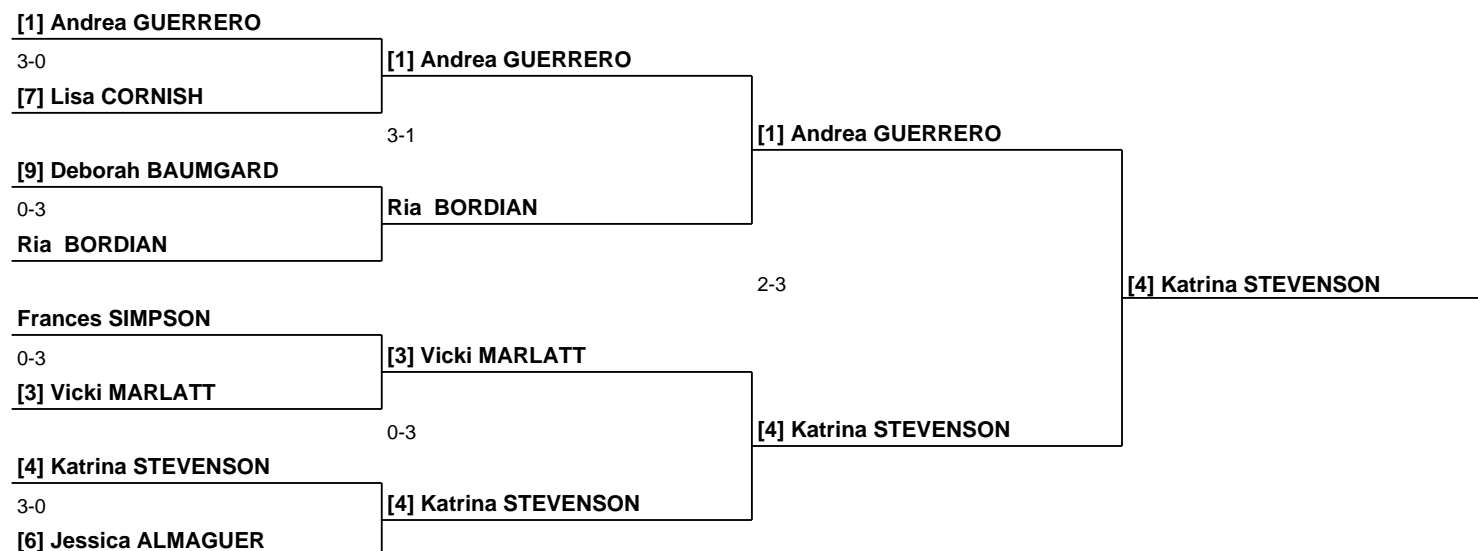 [1] Andrea GUERRERO
3-0
[1] Andrea GUERRERO
[7] Lisa CORNISH
3-1
[1] Andrea GUERRERO
[9] Deborah BAUMGARD
0-3
Ria BORDIAN
Ria BORDIAN
2-3
[4] Katrina STEVENSON
Frances SIMPSON
0-3
[3] Vicki MARLATT
[3] Vicki MARLATT
0-3
[4] Katrina STEVENSON
[4] Katrina STEVENSON
3-0
[4] Katrina STEVENSON
[6] Jessica ALMAGUER